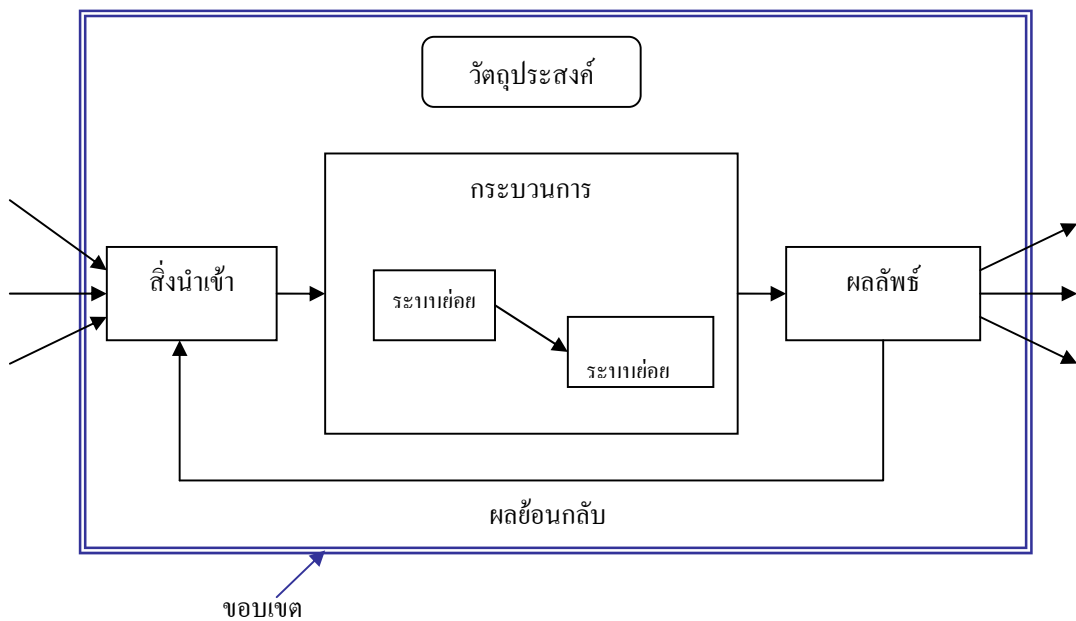 วัตถุประสงค์
กระบวนการ
สิ่งนำเข้า
ระบบย่อย
ระบบย่อย
ผลลัพธ์
ผลย้อนกลับ
ขอบเขต